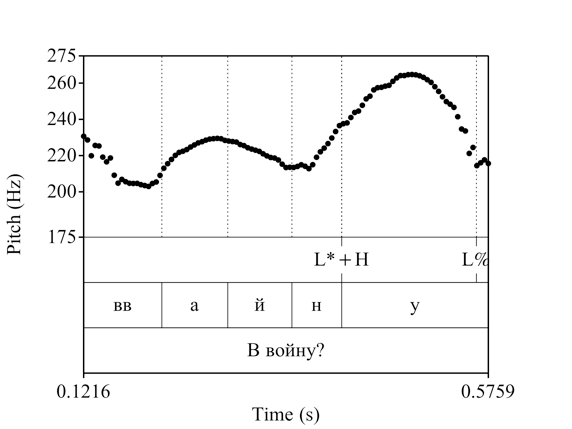 275
260
240
220
200
175
Pitch (Hz)
L*+H L%
вв а й н у
В войну?
0.1216 0.5759
Time (s)